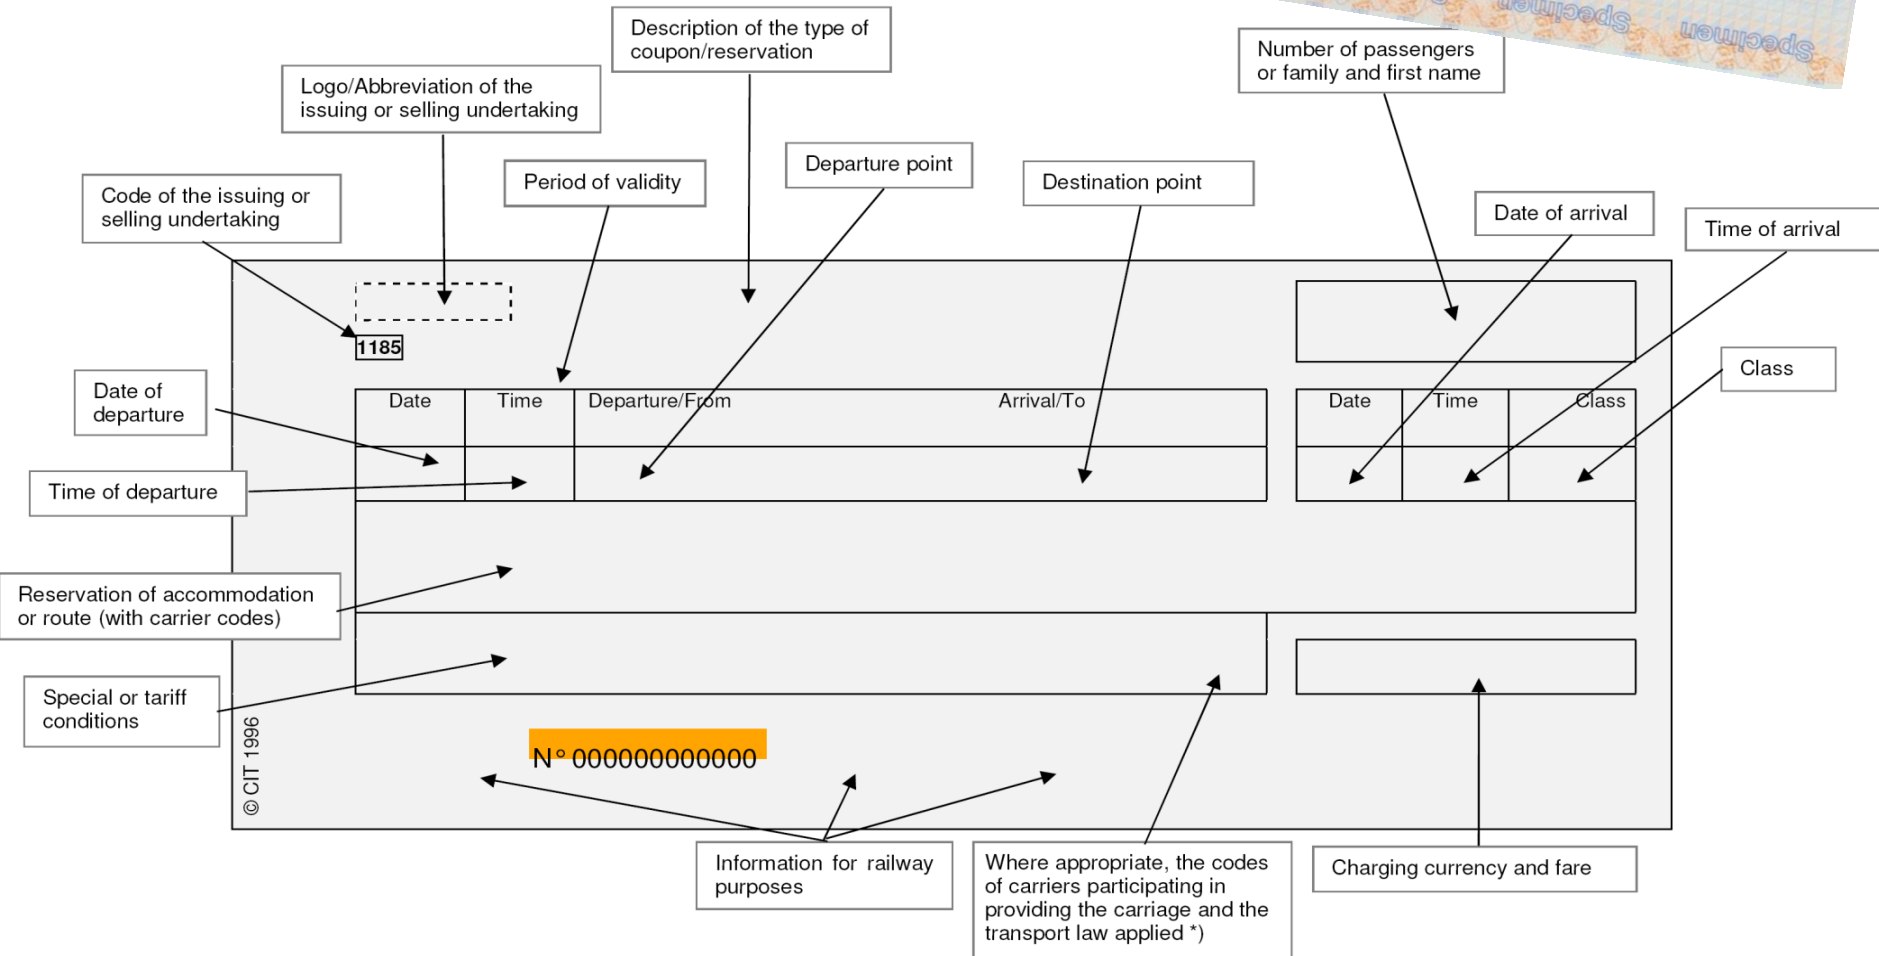 Specimen
Specimen
Description of the type of
coupon/reservation
Number of passengers
or family and first name
Logo/Abbreviation of the
issuing or selling undertaking
Departure point
Period of validity
Destination point
Code of the issuing or
selling undertaking
Date of arrival
Time of arrival
1185
Class
Date of
departure
Date
Time
Departure/From
Arrival/To
Date
Time
Class
Time of departure
Reservation of accommodation
or route (with carrier codes)
Special or tariff
conditions
© CIT 1996
N° 000000000000
Information for railway
purposes
Where appropriate, the codes
of carriers participating in
providing the carriage and the
transport law applied *)
Charging currency and fare